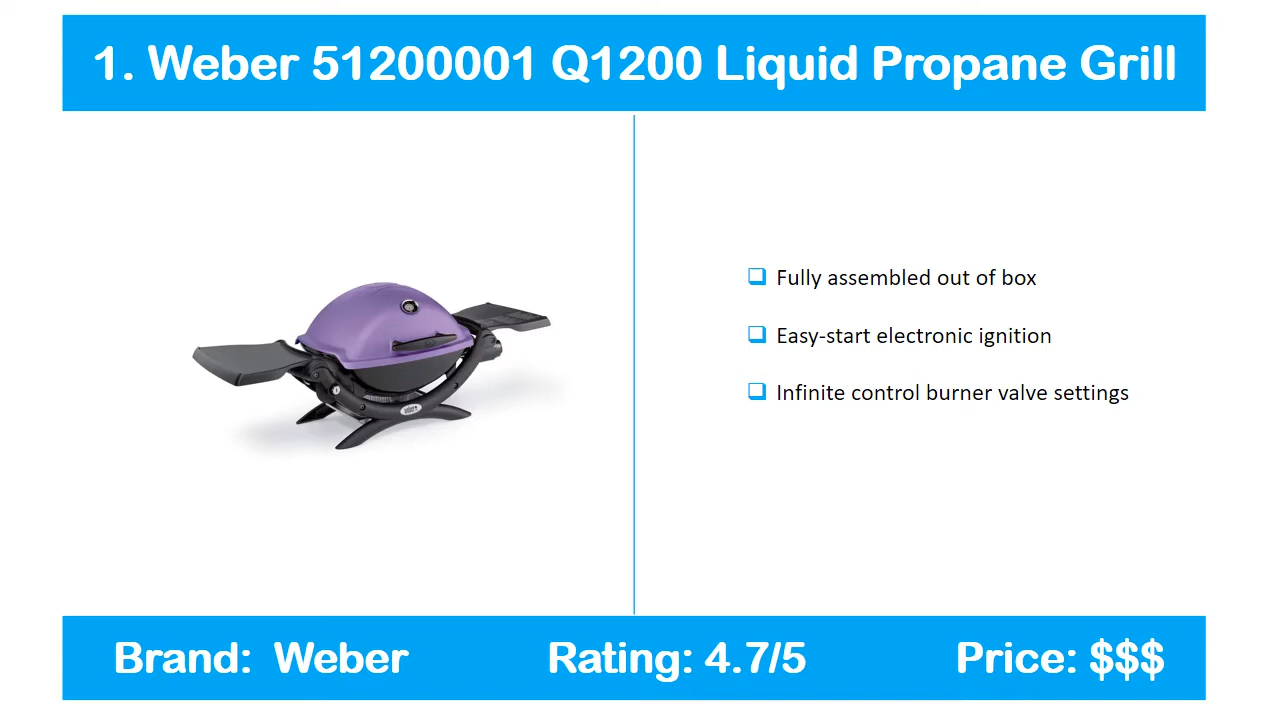 1. Weber 51200001 Q1200 Liquid Propane Grill
Fully assembled out of box
Easy-start electronic ignition
Infinite control burner valve settings
Brand: Weber Rating: 4.7/5 Price: $$$